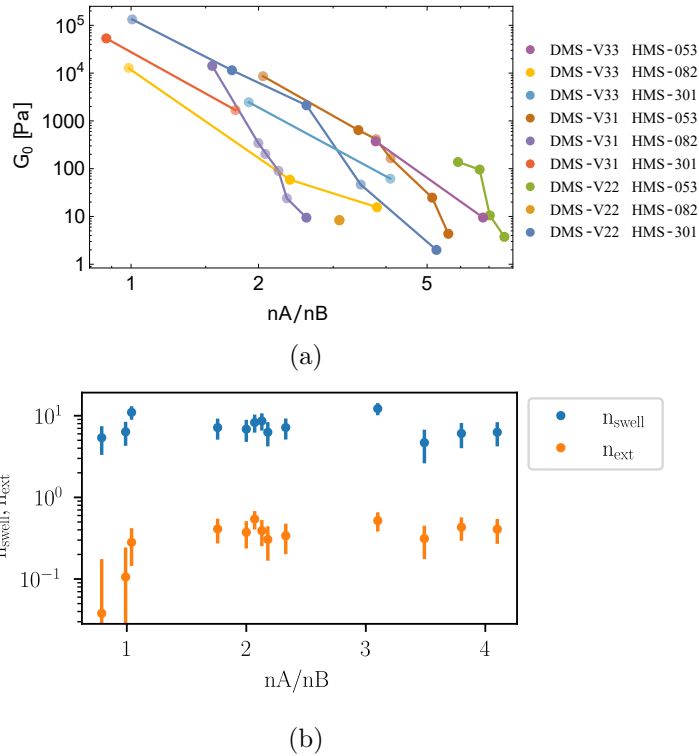 10^5
10^4
1000
100
10
1
G_0 [Pa]
1 2 5
nA/nB
DMS-V33 HMS-053
DMS-V33 HMS-082
DMS-V33 HMS-301
DMS-V31 HMS-053
DMS-V31 HMS-082
DMS-V31 HMS-301
DMS-V22 HMS-053
DMS-V22 HMS-082
DMS-V22 HMS-301
(a)
10^1
10^0
10^{-1}
n_swell, n_ext
1 2 3 4
nA/nB
n_swell
n_ext
(b)